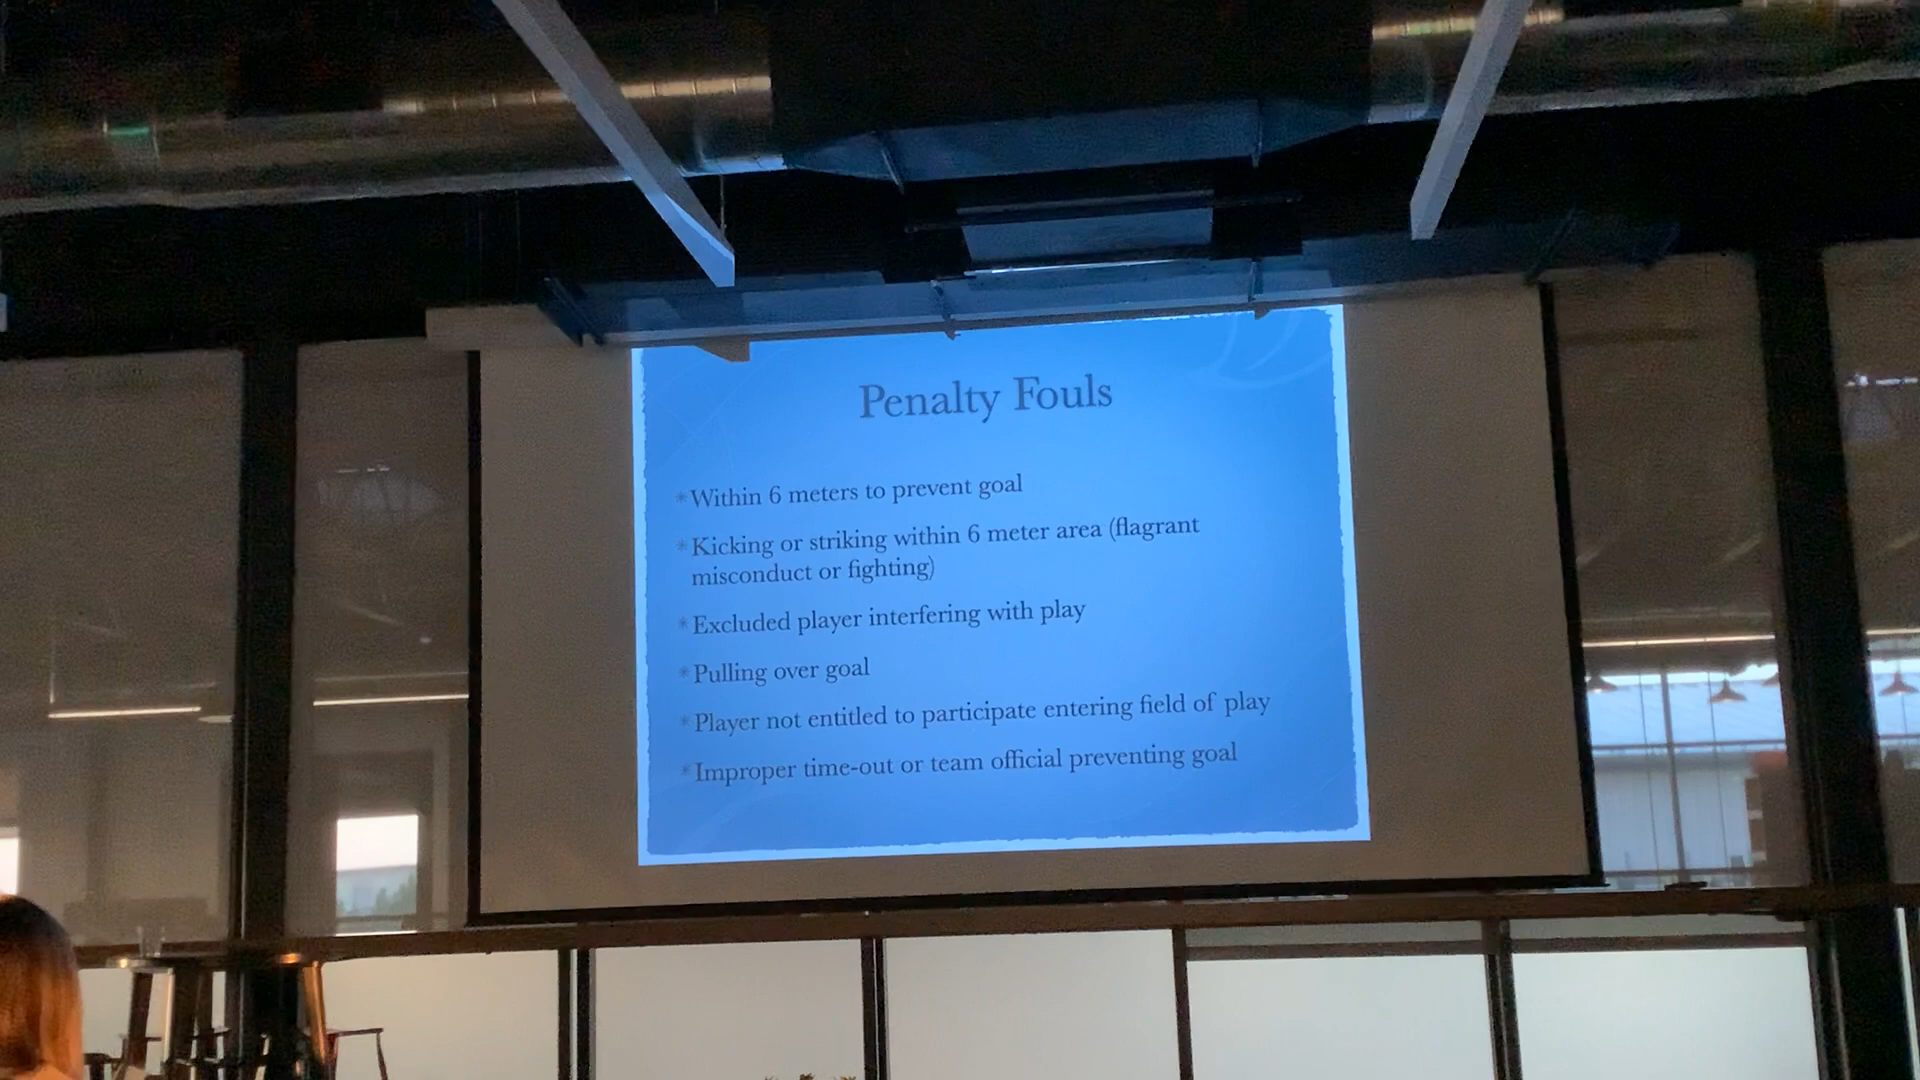 Penalty Fouls
*Within 6 meters to prevent goal
*Kicking or striking within 6 meter area (flagrant
misconduct or fighting)
*Excluded player interfering with play
*Pulling over goal
*Player not entitled to participate entering field of play
*Improper time-out or team official preventing goal